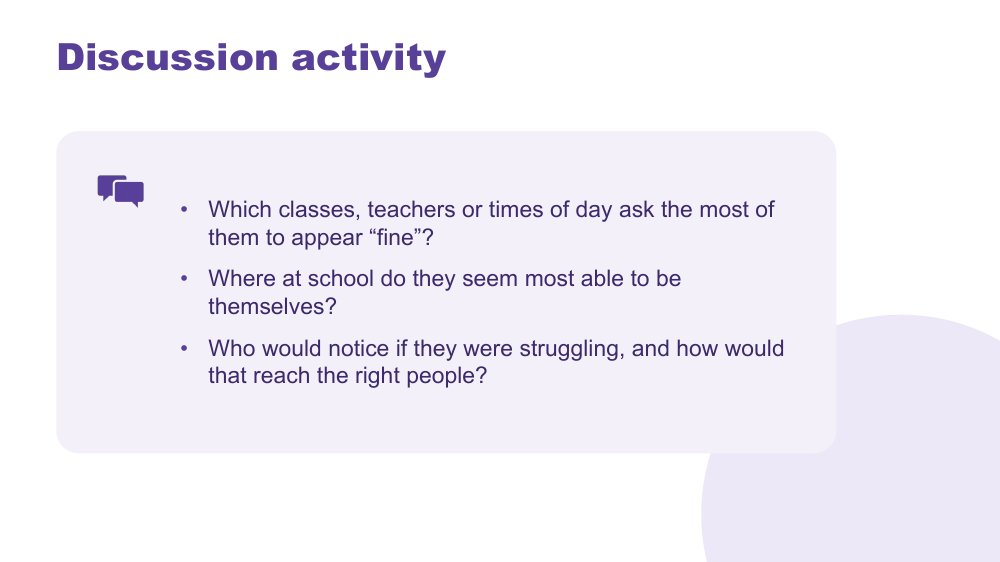 Discussion activity
• Which classes, teachers or times of day ask the most of
them to appear “fine”?
• Where at school do they seem most able to be
themselves?
• Who would notice if they were struggling, and how would
that reach the right people?